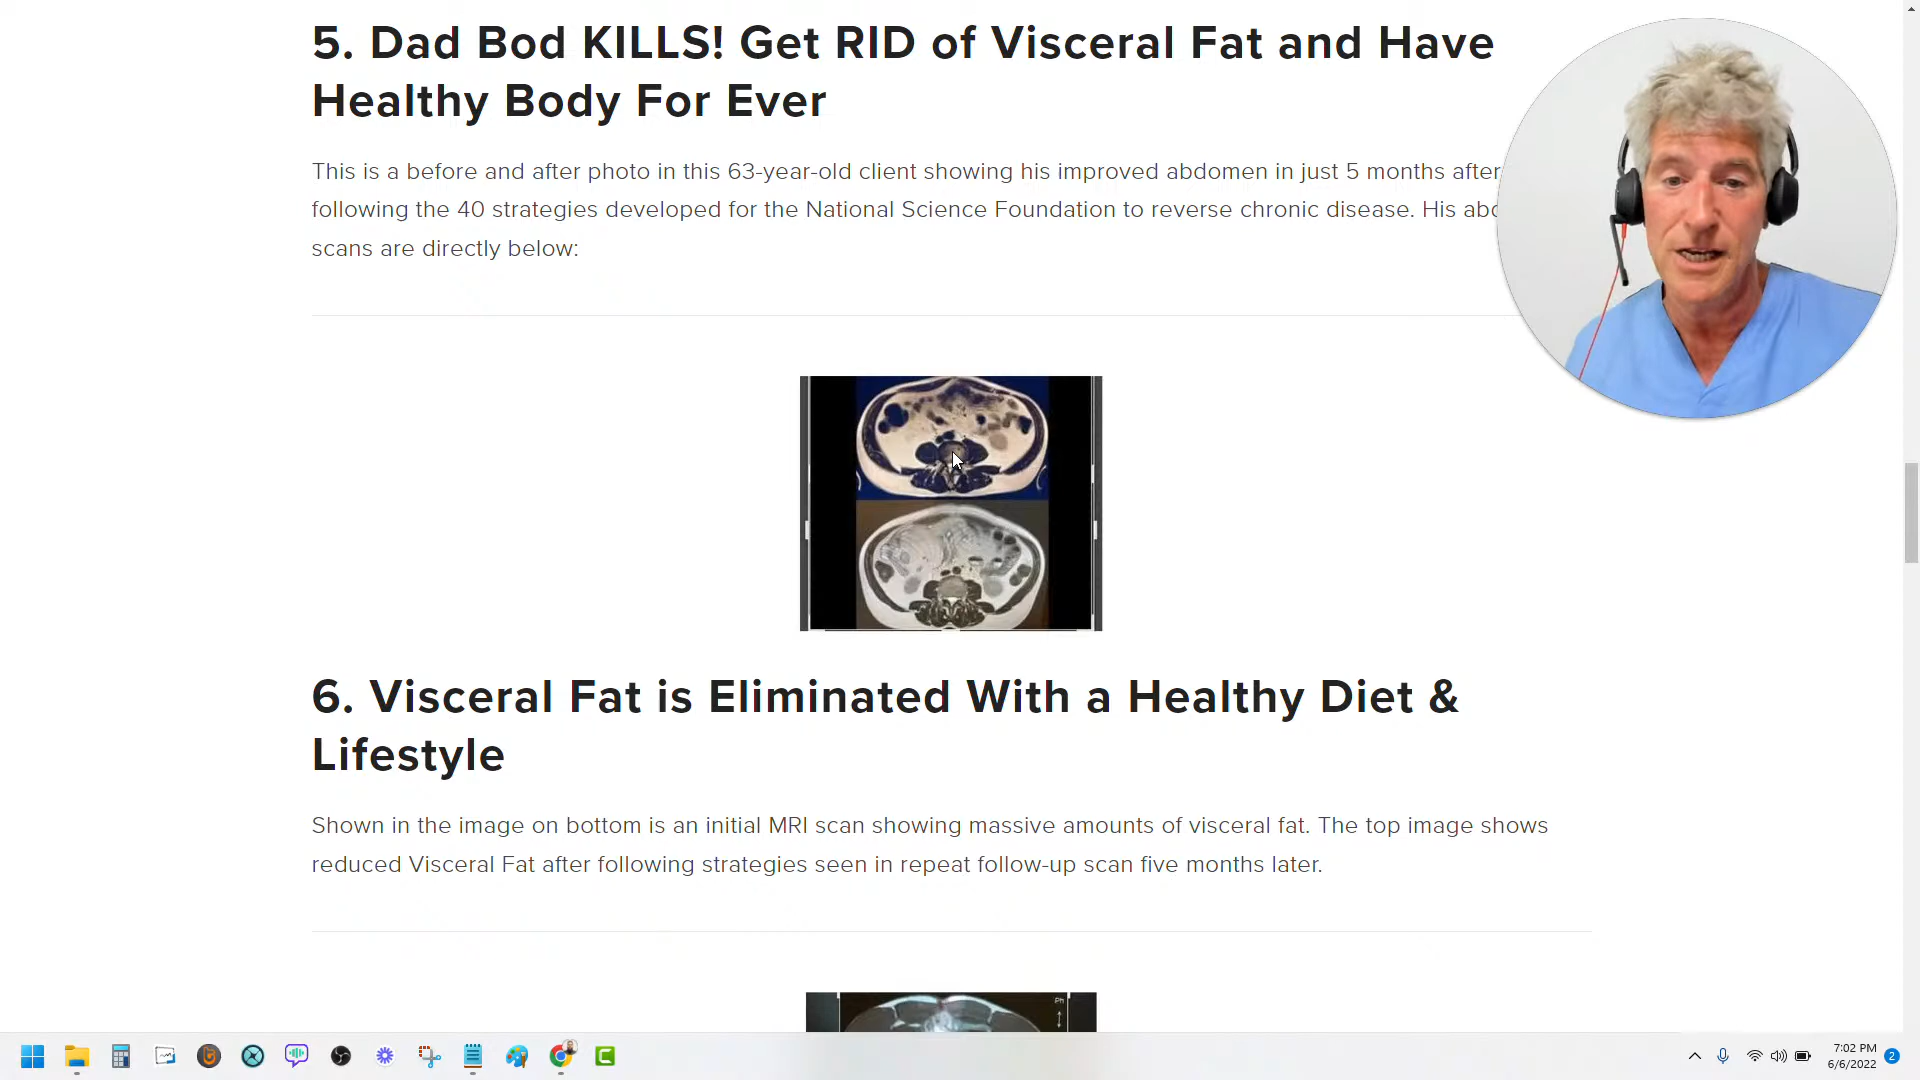 5. Dad Bod KILLS! Get RID of Visceral Fat and Have
Healthy Body For Ever
This is a before and after photo in this 63-year-old client showing his improved abdomen in just 5 months after
following the 40 strategies developed for the National Science Foundation to reverse chronic disease. His
scans are directly below:
6. Visceral Fat is Eliminated With a Healthy Diet &
Lifestyle
Shown in the image on bottom is an initial MRI scan showing massive amounts of visceral fat. The top image shows
reduced Visceral Fat after following strategies seen in repeat follow-up scan five months later.
Ph
7:02 PM
6/6/2022
2